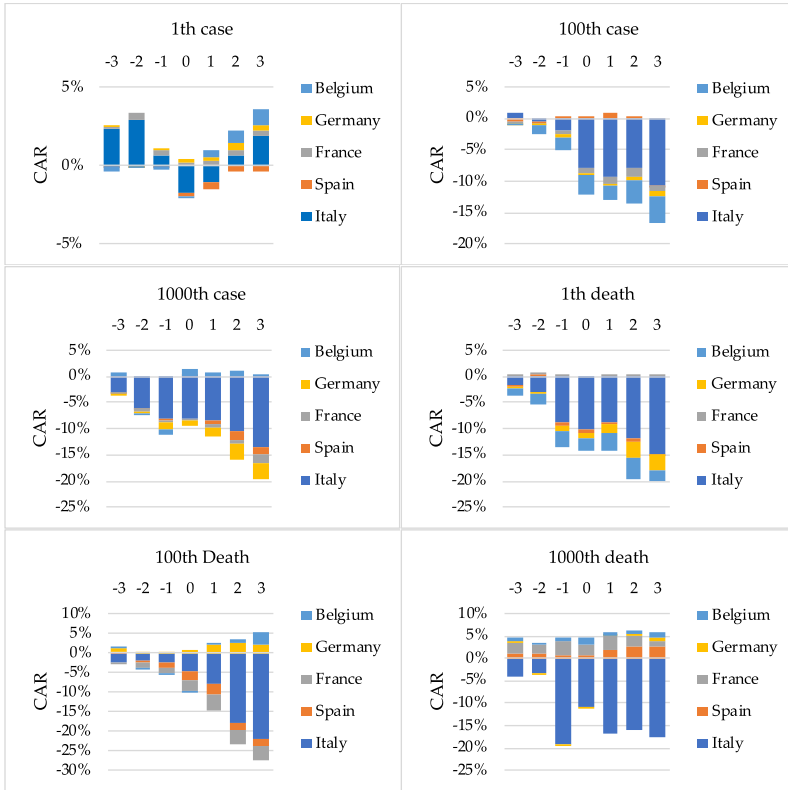 1th case
-3 -2 -1 0 1 2 3
5%
0%
-5%
CAR
Belgium
Germany
France
Spain
Italy
100th case
-3 -2 -1 0 1 2 3
5%
0%
-5%
-10%
-15%
-20%
CAR
Belgium
Germany
France
Spain
Italy
1000th case
-3 -2 -1 0 1 2 3
5%
0%
-5%
-10%
-15%
-20%
-25%
CAR
Belgium
Germany
France
Spain
Italy
1th death
-3 -2 -1 0 1 2 3
5%
0%
-5%
-10%
-15%
-20%
-25%
CAR
Belgium
Germany
France
Spain
Italy
100th Death
-3 -2 -1 0 1 2 3
10%
5%
0%
-5%
-10%
-15%
-20%
-25%
-30%
CAR
Belgium
Germany
France
Spain
Italy
1000th death
-3 -2 -1 0 1 2 3
10%
5%
0%
-5%
-10%
-15%
-20%
-25%
CAR
Belgium
Germany
France
Spain
Italy